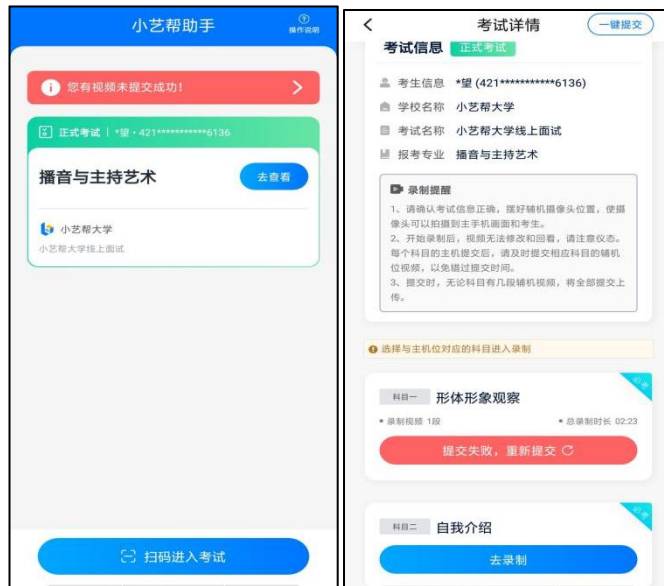 小艺帮助手
操作说明
您有视频未提交成功!
正式考试 | *望·421***********6136
播音与主持艺术
去查看
小艺帮大学
小艺帮大学线上面试
扫码进入考试
考试详情
一键提交
考试信息
正式考试
考生信息 *望 (421***********6136)
学校名称 小艺帮大学
考试名称 小艺帮大学线上面试
报考专业 播音与主持艺术
录制提醒
1、请确认考试信息正确,摆好辅机摄像头位置,使摄
像头可以拍摄到主手机画面和考生。
2、开始录制后,视频无法修改和回看,请注意仪态。
每个科目的主机提交后,请及时提交相应科目的辅机
位视频,以免错过提交时间。
3、提交时,无论科目有几段辅机视频,将全部提交上
传。
选择与主机位对应的科目进入录制
必考
科目一 形体形象观察
• 录制视频 1段
• 总录制时长 02:23
提交失败,重新提交
必考
科目二 自我介绍
去录制